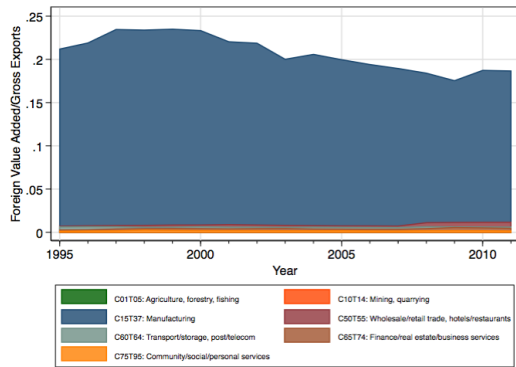 .25
.2
.15
.1
.05
0
Foreign Value Added/Gross Exports
1995
2000
2005
2010
Year
C01T05: Agriculture, forestry, fishing
C10T14: Mining, quarrying
C15T37: Manufacturing
C50T55: Wholesale/retail trade, hotels/restaurants
C60T64: Transport/storage, post/telecom
C65T74: Finance/real estate/business services
C75T95: Community/social/personal services